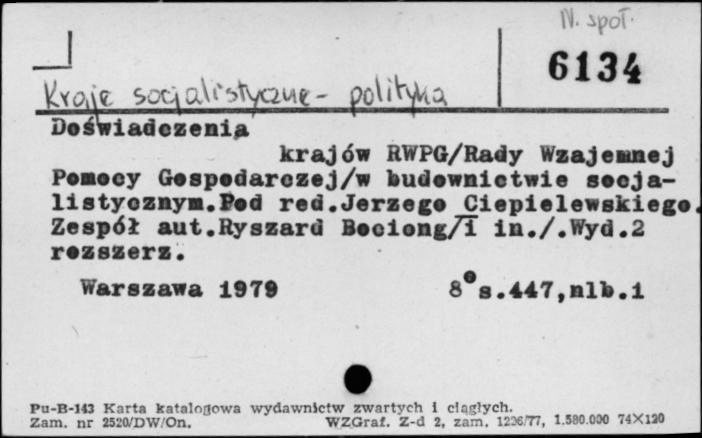 N. społ.
6134
Kraje socjalistyczne - polityka
Doświadczenia
krajów RWPG/Rady Wzajemnej
Pomocy Gospodarczej/w budownictwie socja-
listycznym.Pod red.Jerzego Ciepielewskiego.
Zespół aut.Ryszard Bociong/i in./.Wyd.2
rozszerz.
Warszawa 1979 8°s.447,nlb.1
Pu-B-143 Karta katalogowa wydawnictw zwartych i ciągłych.
Zam. nr 2520/DW/On. WZGraf. Z-d 2, zam. 1226/77, 1.580.000 74X120